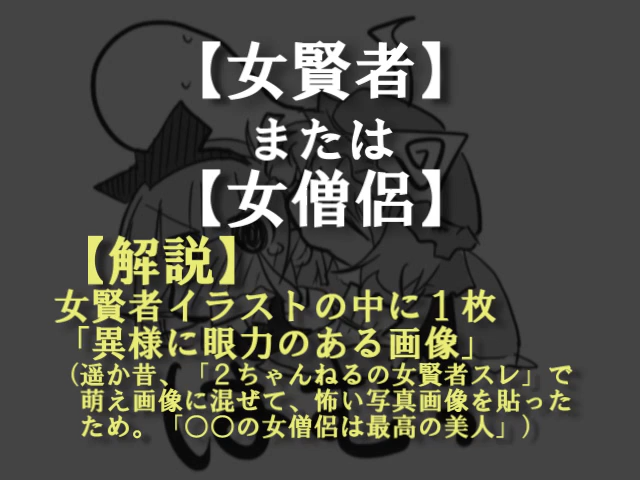 【女賢者】
または
【女僧侶】
【解説】
女賢者イラストの中に１枚
「異様に眼力のある画像」
（遥か昔、「２ちゃんねるの女賢者スレ」で
萌え画像に混ぜて、怖い写真画像を貼った
ため。「○○の女僧侶は最高の美人」）